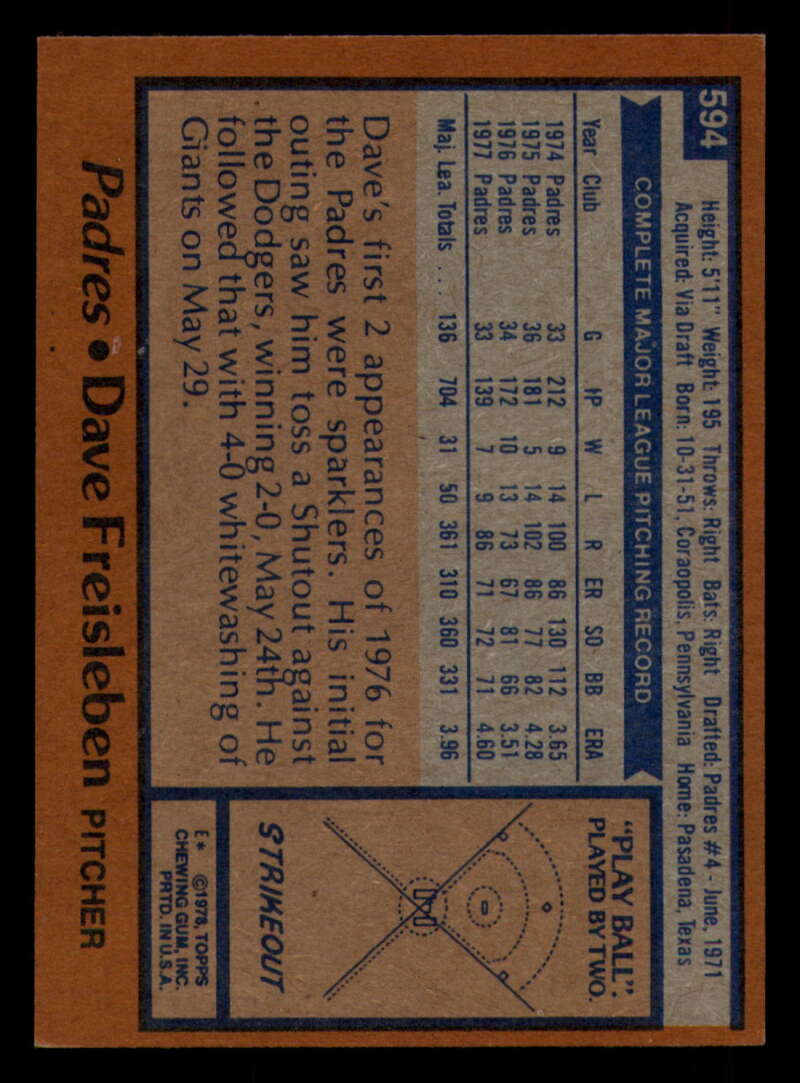 594
Height: 5'11" Weight: 195 Throws: Right Bats: Right Drafted: Padres #4 - June, 1971
Acquired: Via Draft Born: 10-31-51, Coraopolis, Pennsylvania Home: Pasadena, Texas
COMPLETE MAJOR LEAGUE PITCHING RECORD
Year Club G IP W L R ER SO BB ERA
1974 Padres 33 212 9 14 100 86 130 112 3.65
1975 Padres 36 181 5 14 102 86 77 82 4.28
1976 Padres 34 172 10 13 73 67 81 66 3.51
1977 Padres 33 139 7 9 86 71 72 71 4.60
Maj. Lea. Totals .... 136 704 31 50 361 310 360 331 3.96
Dave's first 2 appearances of 1976 for
the Padres were sparklers. His initial
outing saw him toss a Shutout against
the Dodgers, winning 2-0, May 24th. He
followed that with 4-0 whitewashing of
Giants on May 29.
"PLAY BALL".
PLAYED BY TWO.
STRIKEOUT
E* ©1978, TOPPS
CHEWING GUM, INC.
PRTD. IN U.S.A.
Padres • Dave Freisleben PITCHER